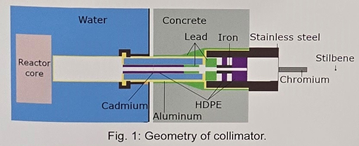 Water
Concrete
Lead
Iron
Stainless steel
Stilbene
Reactor
core
Chromium
Cadmium
HDPE
Aluminum
Fig. 1: Geometry of collimator.